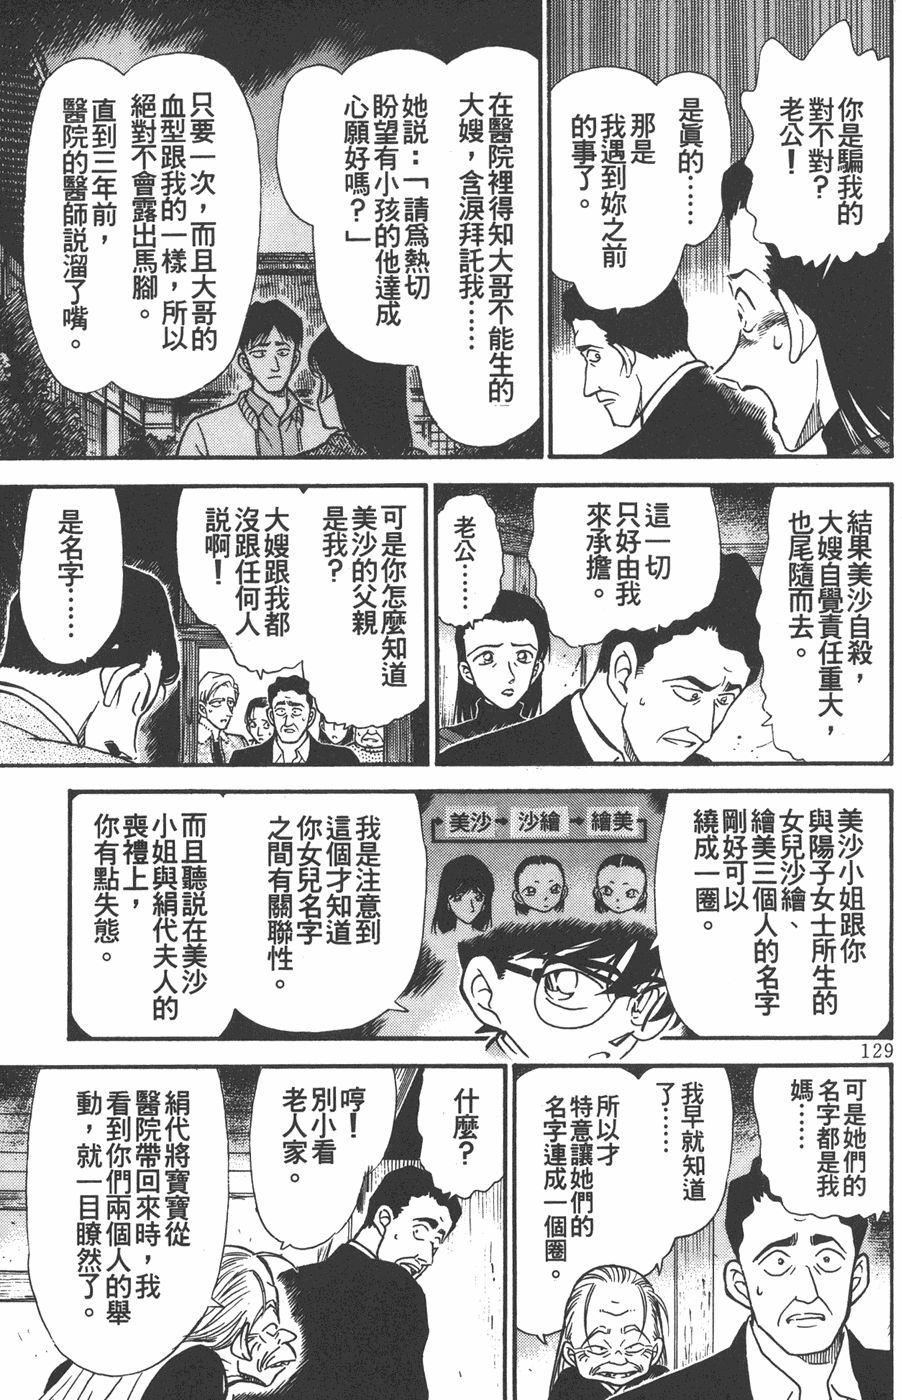 你是騙我的
對不對？
老公！
是真的……
那是
我遇到妳之前
的事了。
在醫院裡得知大哥不能生的
大嫂，含淚拜託我……
她說：「請為熱切
盼望有小孩的他達成
心願好嗎？」
只要一次，而且大哥的
血型跟我的一樣，所以
絕對不會露出馬腳。
直到三年前，
醫院的醫師說溜了嘴。
結果美沙自殺，
大嫂自覺責任重大，
也尾隨而去。
這一切
只好由我
來承擔。
老公……
可是你怎麼知道
美沙的父親
是我？
大嫂跟我都
沒跟任何人
說啊！
是名字……
美沙小姐跟你
與陽子女士所生的
女兒沙繪、
繪美三個人的名字
剛好可以
繞成一圈。
美沙→沙繪→繪美
我是注意到
這個才知道
你女兒名字
之間有關聯性。
而且聽說在美沙
小姐與絹代夫人的
喪禮上，
你有點失態。
129
可是她們的
名字都是我
媽……
我早就知道
了……
所以才
特意讓她們的
名字連成一個圈。
什麼？
哼！
別小看
老人家。
絹代將寶寶從
醫院帶回來時，我
看到你們兩個人的舉
動，就一目瞭然了。